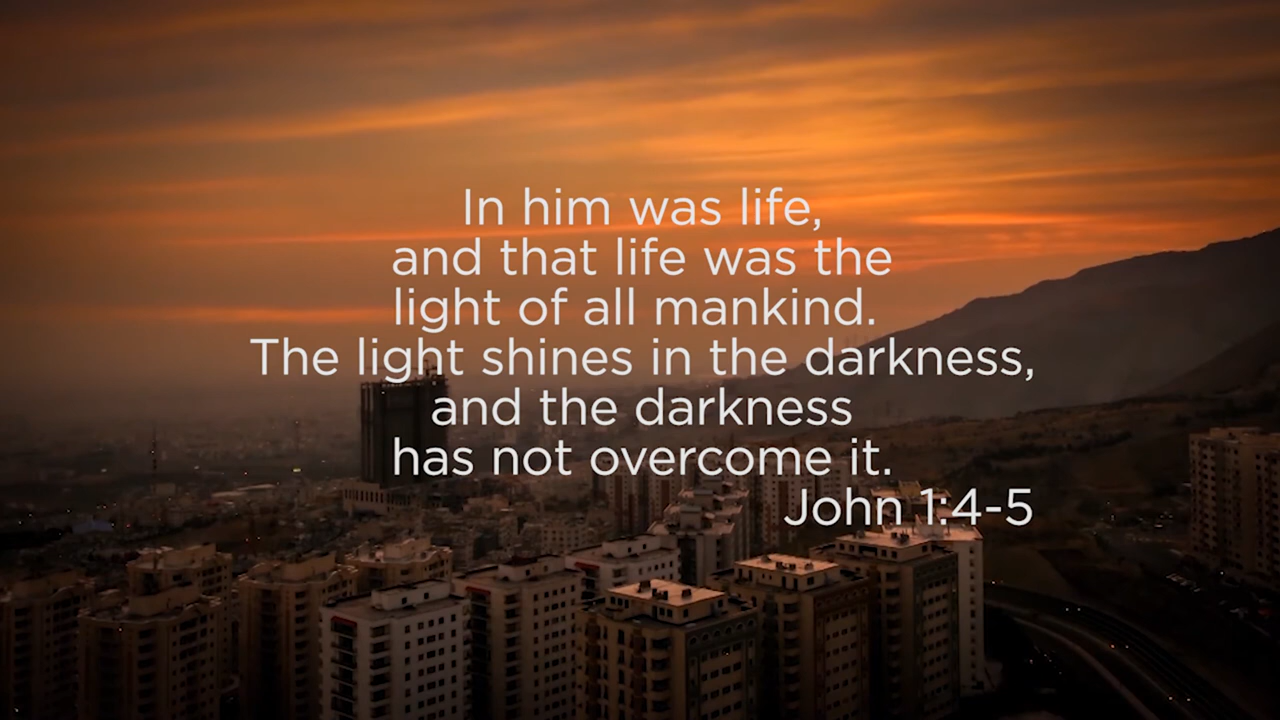 In him was life,
and that life was the
light of all mankind.
The light shines in the darkness,
and the darkness
has not overcome it.
John 1:4-5